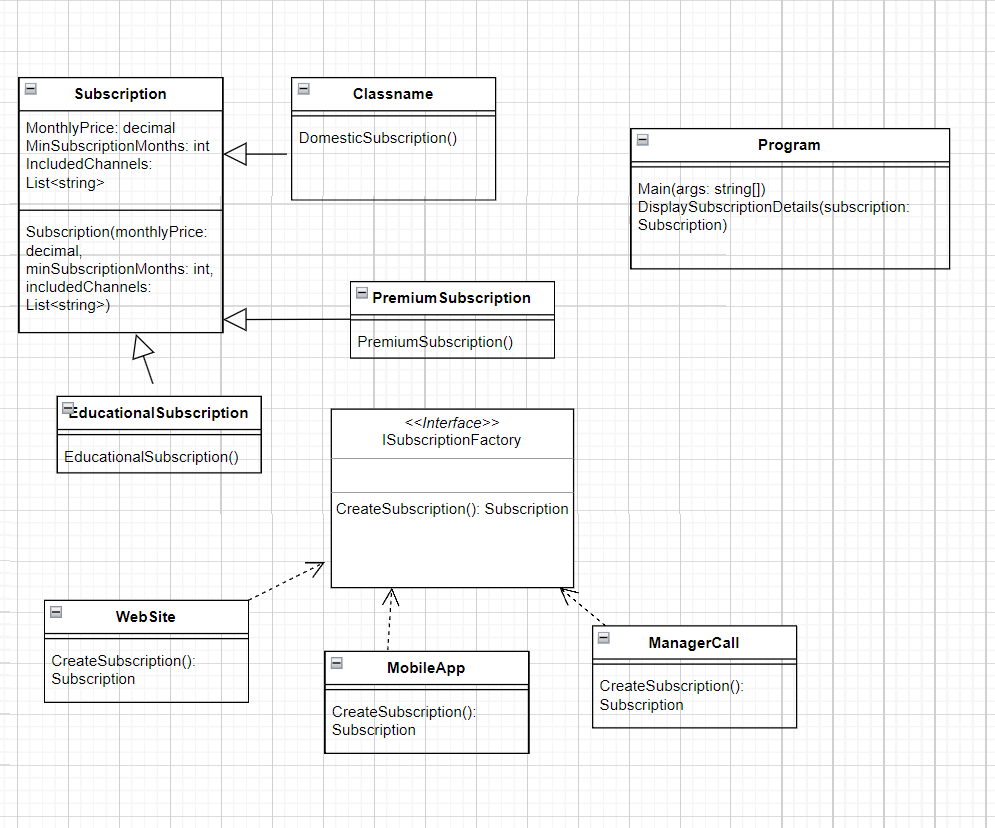 Subscription
MonthlyPrice: decimal
MinSubscriptionMonths: int
IncludedChannels:
List<string>
Subscription(monthlyPrice:
decimal,
minSubscriptionMonths: int,
includedChannels:
List<string>)
Classname
DomesticSubscription()
Program
Main(args: string[])
DisplaySubscriptionDetails(subscription:
Subscription)
PremiumSubscription
PremiumSubscription()
EducationalSubscription
EducationalSubscription()
<<Interface>>
ISubscriptionFactory
CreateSubscription(): Subscription
WebSite
CreateSubscription():
Subscription
MobileApp
CreateSubscription():
Subscription
ManagerCall
CreateSubscription():
Subscription